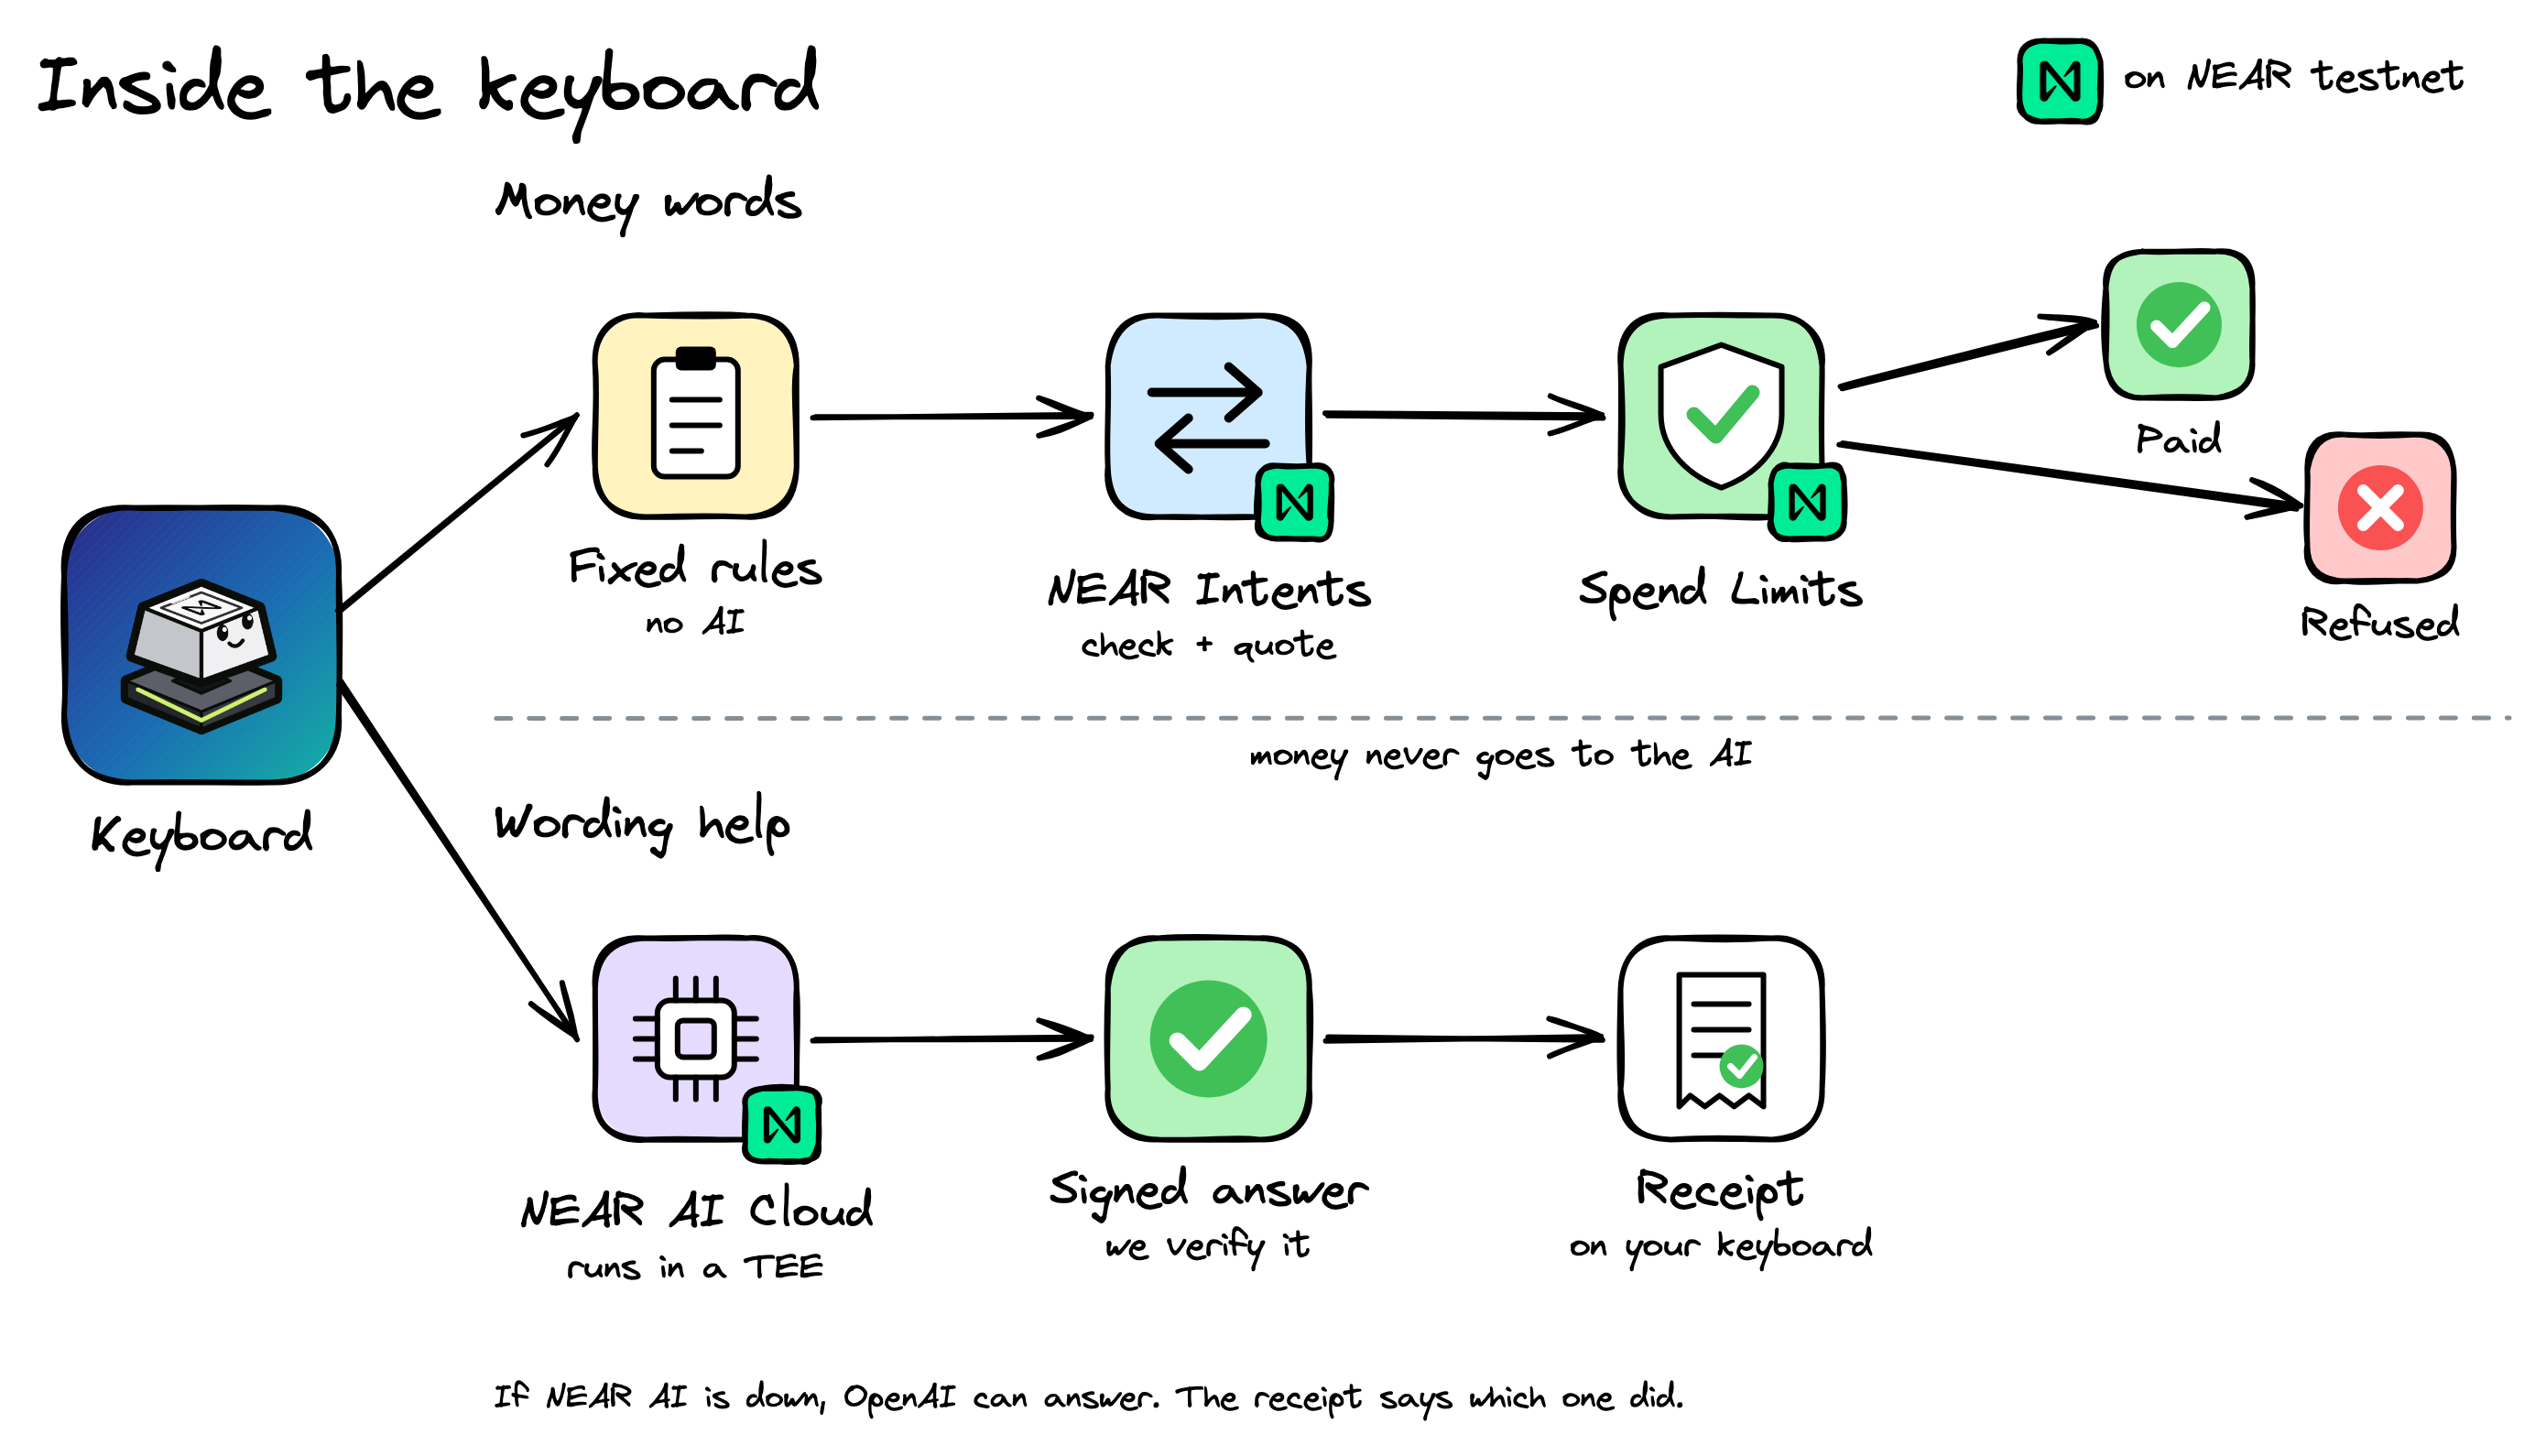 Inside the keyboard
on NEAR testnet
Money words
Paid
Fixed rules
no AI
NEAR Intents
check + quote
Spend Limits
Refused
money never goes to the AI
Keyboard
Wording help
NEAR AI Cloud
runs in a TEE
Signed answer
we verify it
Receipt
on your keyboard
If NEAR AI is down, OpenAI can answer. The receipt says which one did.